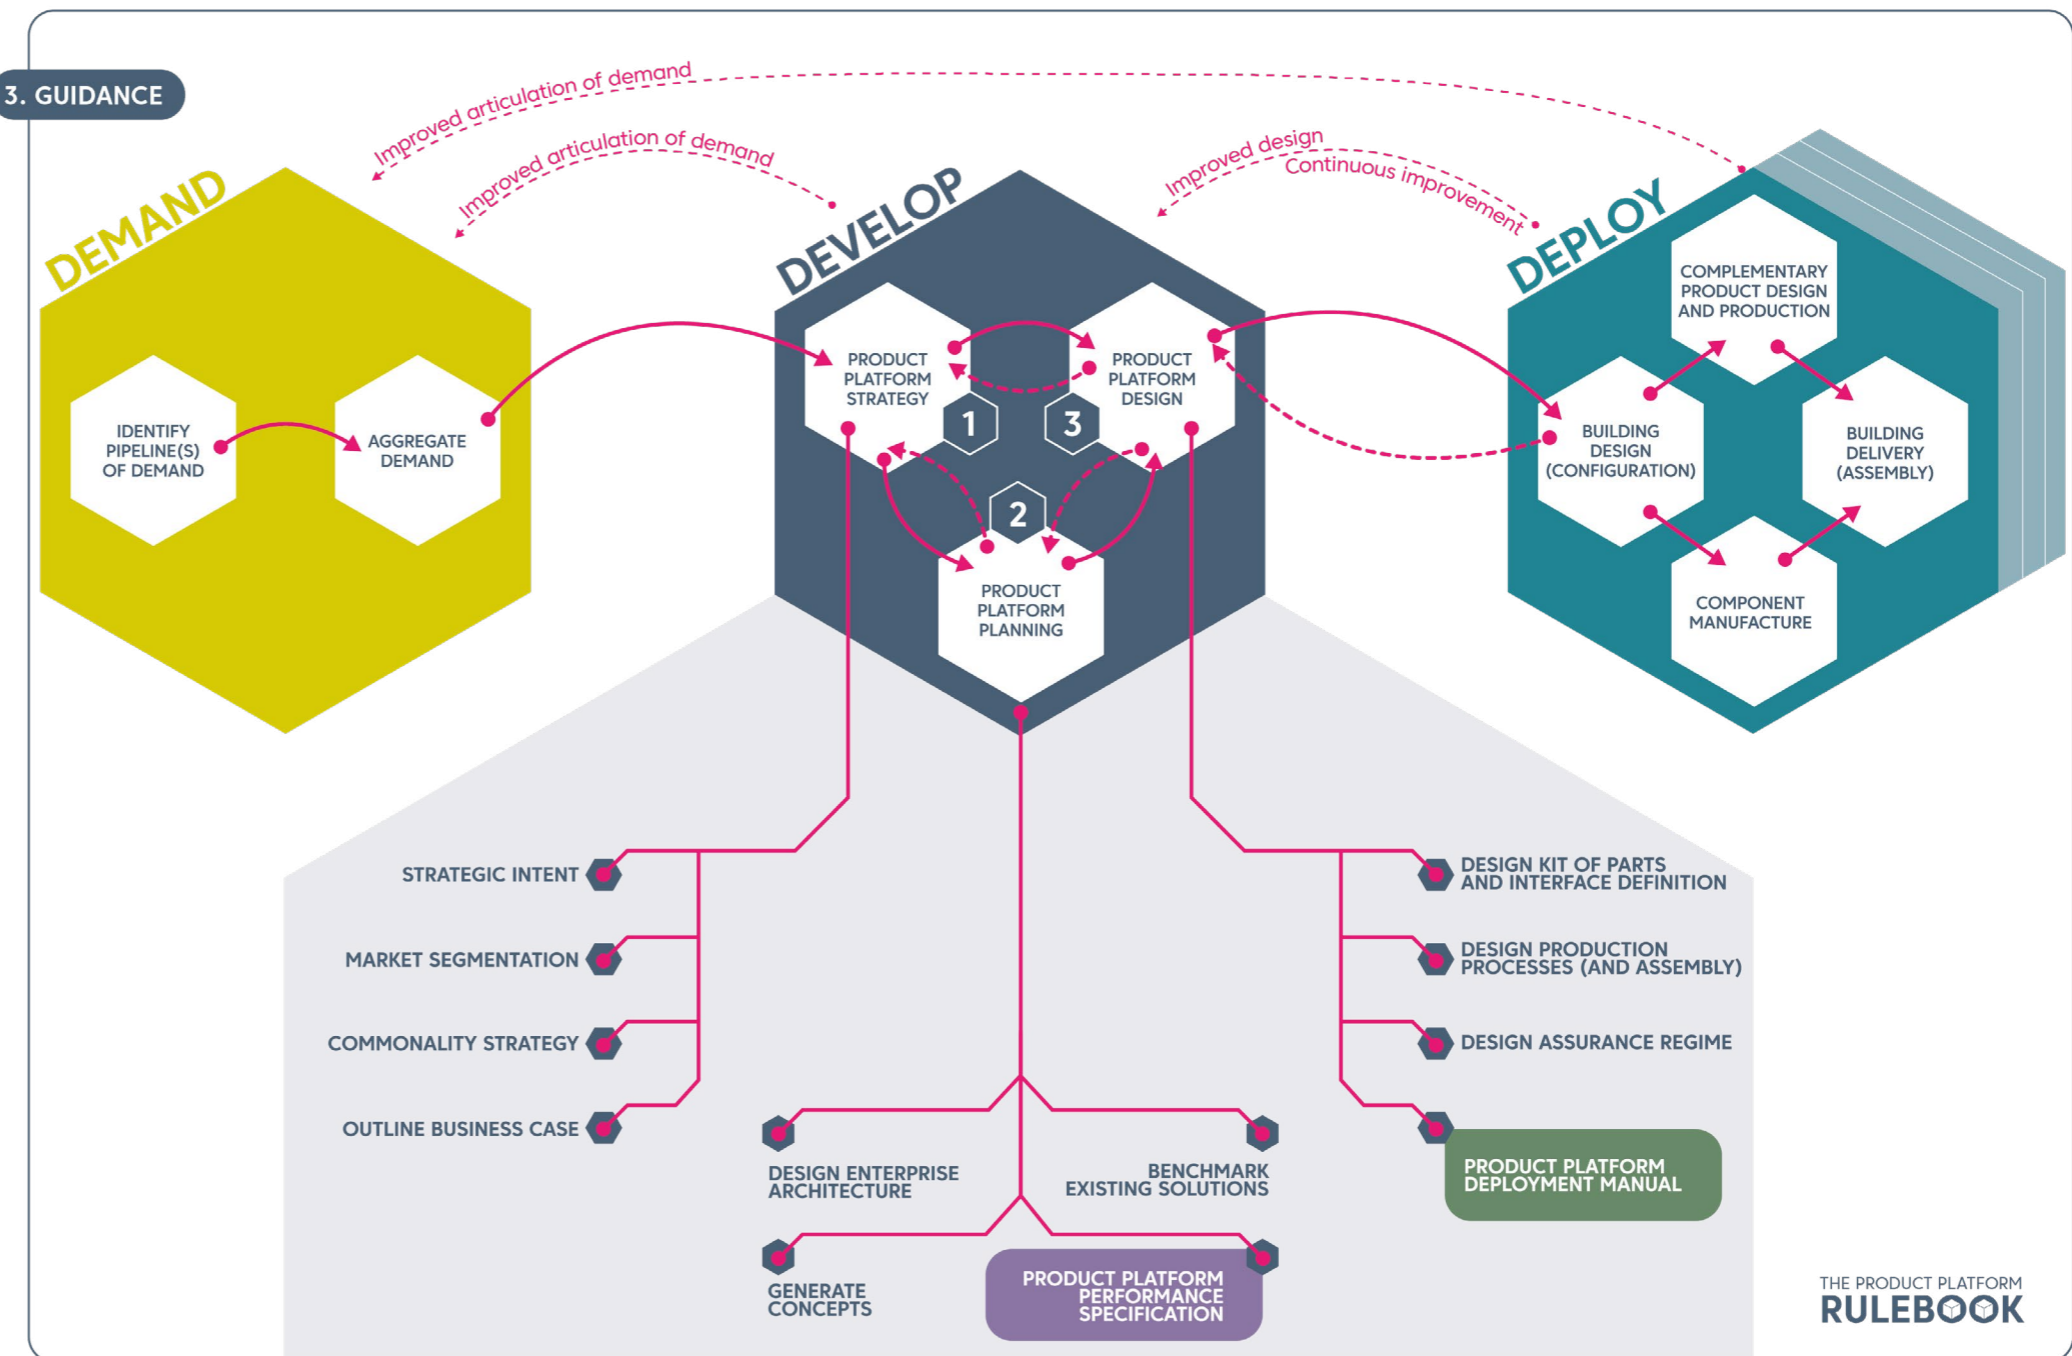 3. GUIDANCE
Improved articulation of demand
Improved articulation of demand
Improved design
Continuous improvement
DEMAND
IDENTIFY
PIPELINE(S)
OF DEMAND
AGGREGATE
DEMAND
DEVELOP
PRODUCT
PLATFORM
STRATEGY
1
PRODUCT
PLATFORM
DESIGN
3
2
PRODUCT
PLATFORM
PLANNING
DEPLOY
COMPLEMENTARY
PRODUCT DESIGN
AND PRODUCTION
BUILDING
DESIGN
(CONFIGURATION)
BUILDING
DELIVERY
(ASSEMBLY)
COMPONENT
MANUFACTURE
STRATEGIC INTENT
MARKET SEGMENTATION
COMMONALITY STRATEGY
OUTLINE BUSINESS CASE
DESIGN ENTERPRISE
ARCHITECTURE
BENCHMARK
EXISTING SOLUTIONS
GENERATE
CONCEPTS
PRODUCT PLATFORM
PERFORMANCE
SPECIFICATION
DESIGN KIT OF PARTS
AND INTERFACE DEFINITION
DESIGN PRODUCTION
PROCESSES (AND ASSEMBLY)
DESIGN ASSURANCE REGIME
PRODUCT PLATFORM
DEPLOYMENT MANUAL
THE PRODUCT PLATFORM
RULEBOOK